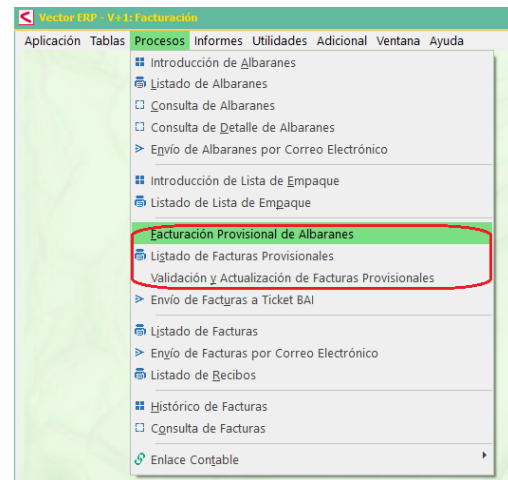 Vector ERP - V+1: Facturación
Aplicación Tablas Procesos Informes Utilidades Adicional Ventana Ayuda
Introducción de Albaranes
Listado de Albaranes
Consulta de Albaranes
Consulta de Detalle de Albaranes
Envío de Albaranes por Correo Electrónico
Introducción de Lista de Empaque
Listado de Lista de Empaque
Facturación Provisional de Albaranes
Listado de Facturas Provisionales
Validación y Actualización de Facturas Provisionales
Envío de Facturas a Ticket BAI
Listado de Facturas
Envío de Facturas por Correo Electrónico
Listado de Recibos
Histórico de Facturas
Consulta de Facturas
Enlace Contable